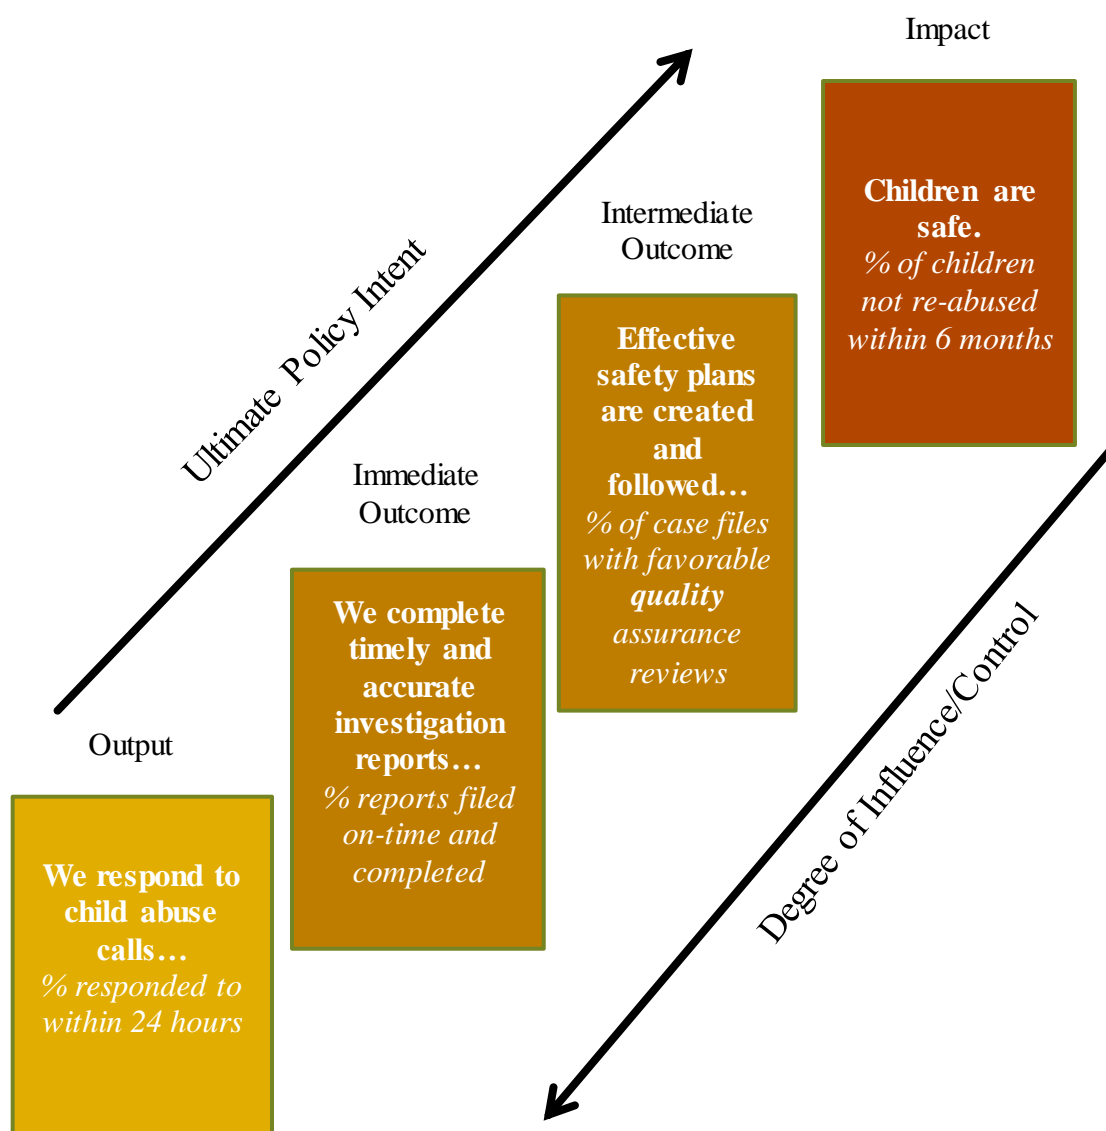 Impact
Children are
safe.
% of children
not re-abused
within 6 months
Intermediate
Outcome
Effective
safety plans
are created
and
followed…
% of case files
with favorable
quality
assurance
reviews
Ultimate Policy Intent
Immediate
Outcome
We complete
timely and
accurate
investigation
reports…
% reports filed
on-time and
completed
Output
We respond to
child abuse
calls…
% responded to
within 24 hours
Degree of Influence/Control